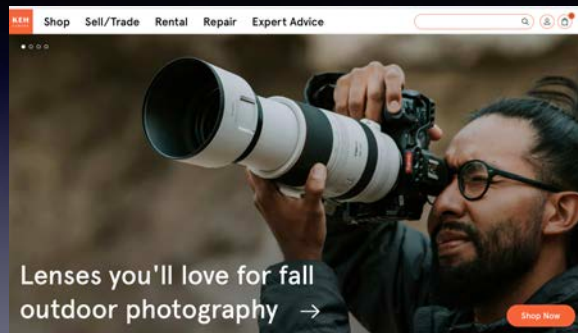 KEH
Shop Sell/Trade Rental Repair Expert Advice
Lenses you'll love for fall
outdoor photography →
Shop Now